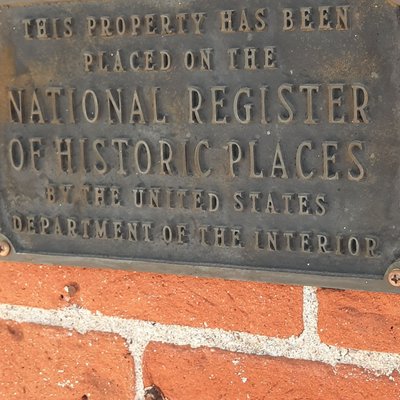 THIS PROPERTY HAS BEEN
PLACED ON THE
NATIONAL REGISTER
OF HISTORIC PLACES
BY THE UNITED STATES
DEPARTMENT OF THE INTERIOR